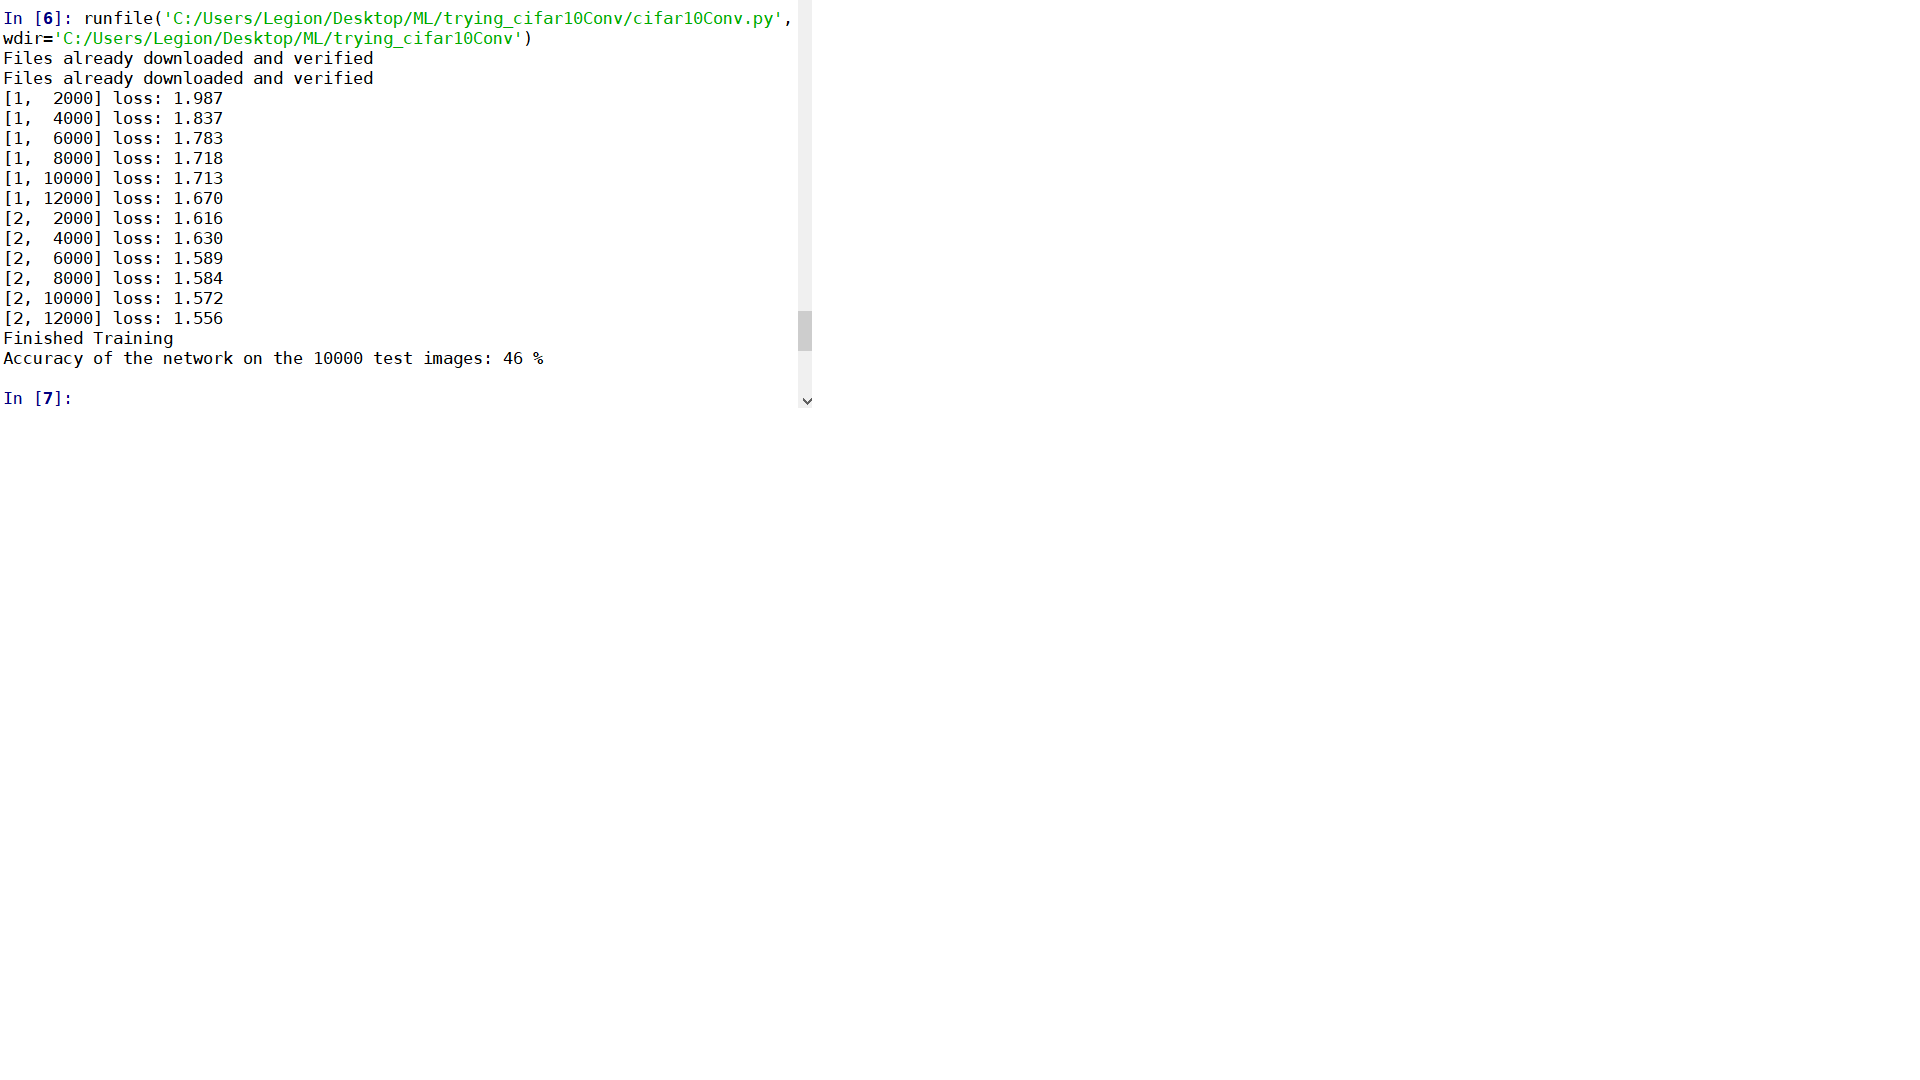 In [6]: runfile('C:/Users/Legion/Desktop/ML/trying_cifar10Conv/cifar10Conv.py',
wdir='C:/Users/Legion/Desktop/ML/trying_cifar10Conv')
Files already downloaded and verified
Files already downloaded and verified
[1,  2000] loss: 1.987
[1,  4000] loss: 1.837
[1,  6000] loss: 1.783
[1,  8000] loss: 1.718
[1, 10000] loss: 1.713
[1, 12000] loss: 1.670
[2,  2000] loss: 1.616
[2,  4000] loss: 1.630
[2,  6000] loss: 1.589
[2,  8000] loss: 1.584
[2, 10000] loss: 1.572
[2, 12000] loss: 1.556
Finished Training
Accuracy of the network on the 10000 test images: 46 %
In [7]: